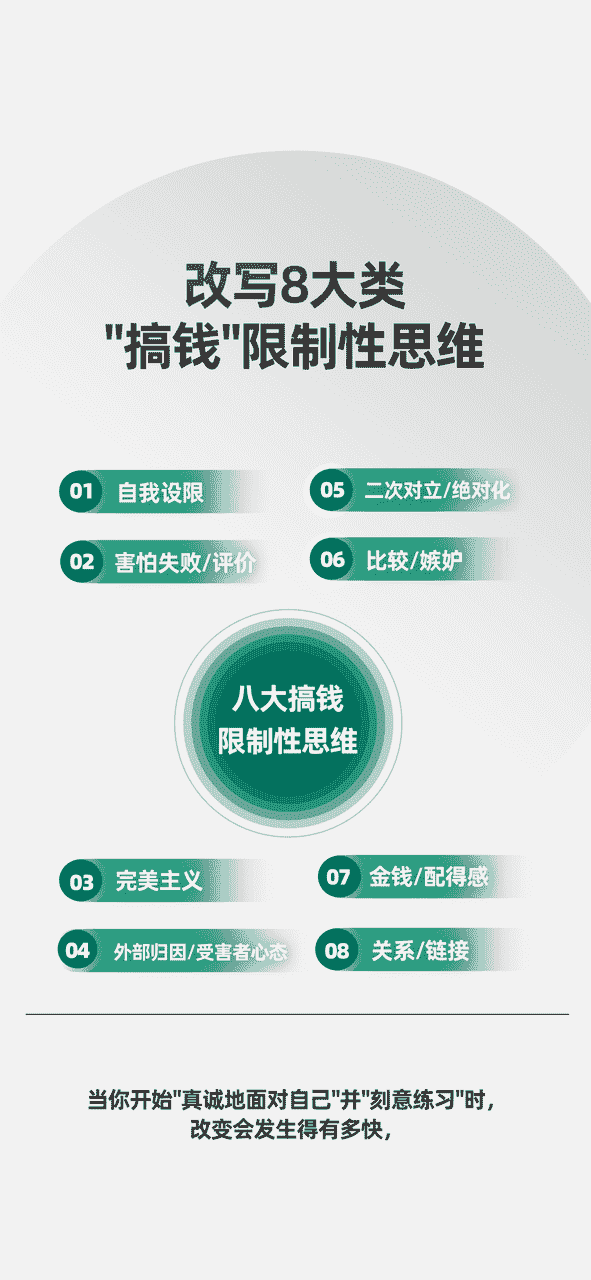 改写8大类
"搞钱"限制性思维
01 自我设限
05 二次对立/绝对化
02 害怕失败/评价
06 比较/嫉妒
八大搞钱
限制性思维
03 完美主义
07 金钱/配得感
04 外部归因/受害者心态
08 关系/链接
当你开始"真诚地面对自己"并"刻意练习"时，
改变会发生得有多快，